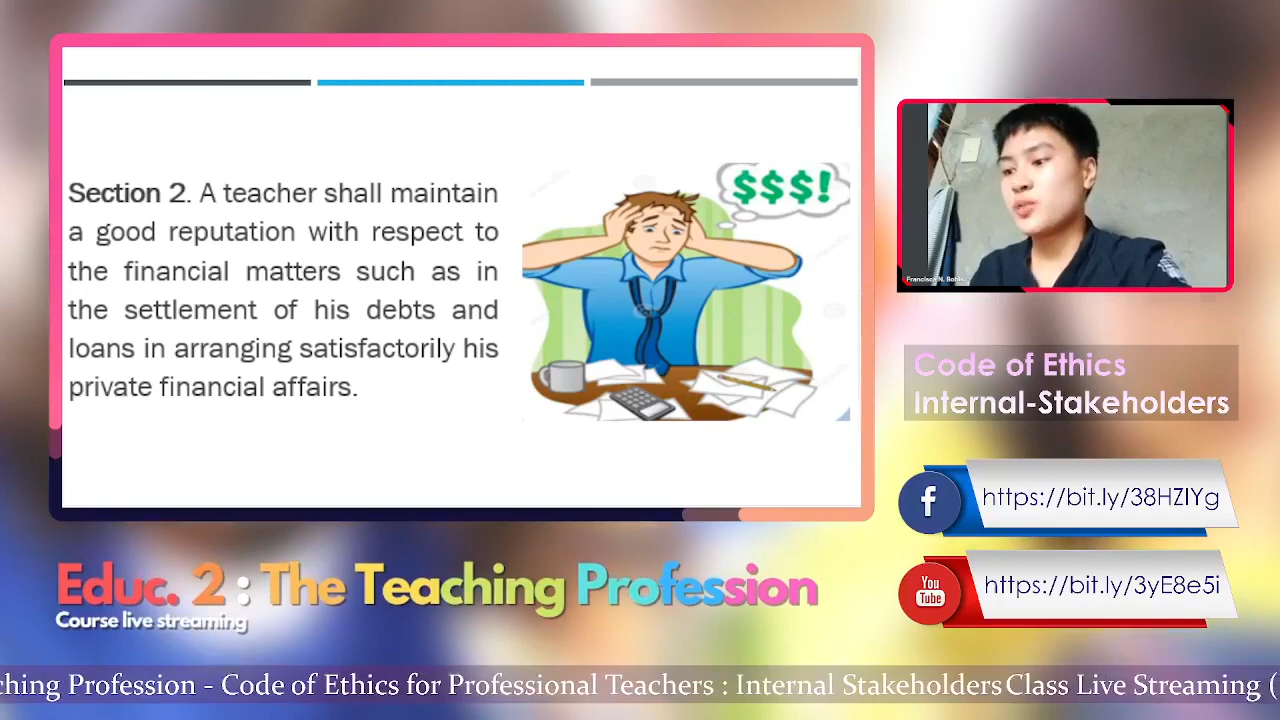 Section 2. A teacher shall maintain
a good reputation with respect to
the financial matters such as in
the settlement of his debts and
loans in arranging satisfactorily his
private financial affairs.
$$$!
Code of Ethics
Internal-Stakeholders
f
https://bit.ly/38HZIYg
You
Tube
https://bit.ly/3yE8e5i
Educ. 2 : The Teaching Profession
Course live streaming
ching Profession - Code of Ethics for Professional Teachers : Internal Stakeholders Class Live Streaming (